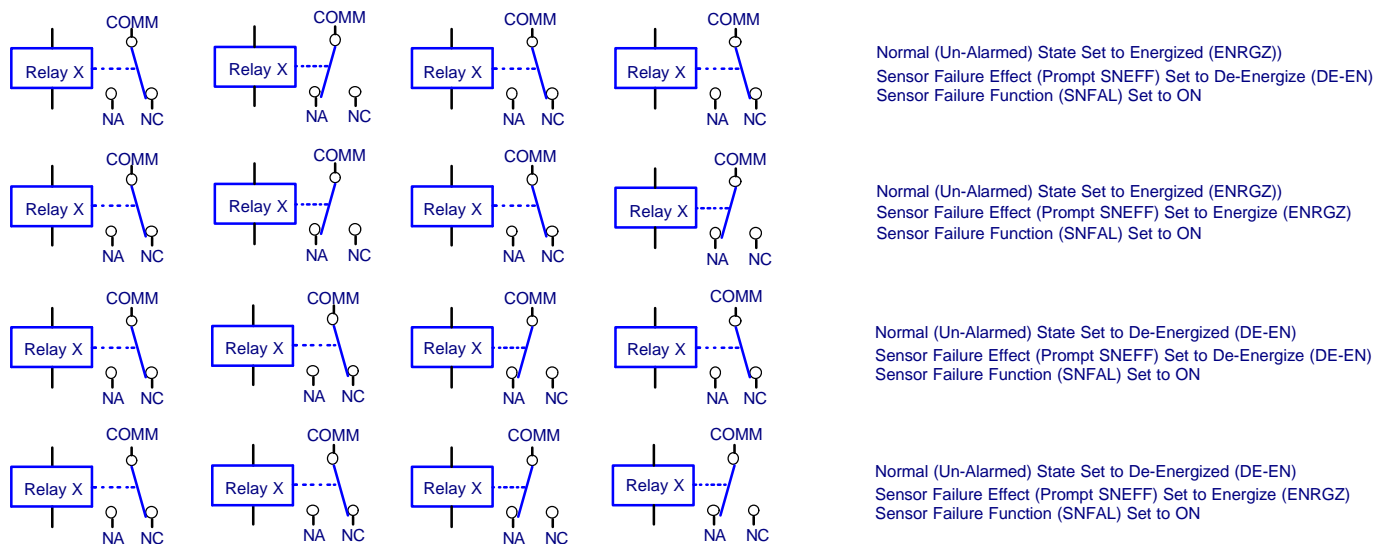 COMM COMM COMM COMM
Relay X Relay X Relay X Relay X
NA NC NA NC NA NC NA NC
Normal (Un-Alarmed) State Set to Energized (ENRGZ))
Sensor Failure Effect (Prompt SNEFF) Set to De-Energize (DE-EN)
Sensor Failure Function (SNFAL) Set to ON
COMM COMM COMM COMM
Relay X Relay X Relay X Relay X
NA NC NA NC NA NC NA NC
Normal (Un-Alarmed) State Set to Energized (ENRGZ))
Sensor Failure Effect (Prompt SNEFF) Set to Energize (ENRGZ)
Sensor Failure Function (SNFAL) Set to ON
COMM COMM COMM COMM
Relay X Relay X Relay X Relay X
NA NC NA NC NA NC NA NC
Normal (Un-Alarmed) State Set to De-Energized (DE-EN)
Sensor Failure Effect (Prompt SNEFF) Set to De-Energize (DE-EN)
Sensor Failure Function (SNFAL) Set to ON
COMM COMM COMM COMM
Relay X Relay X Relay X Relay X
NA NC NA NC NA NC NA NC
Normal (Un-Alarmed) State Set to De-Energized (DE-EN)
Sensor Failure Effect (Prompt SNEFF) Set to Energize (ENRGZ)
Sensor Failure Function (SNFAL) Set to ON